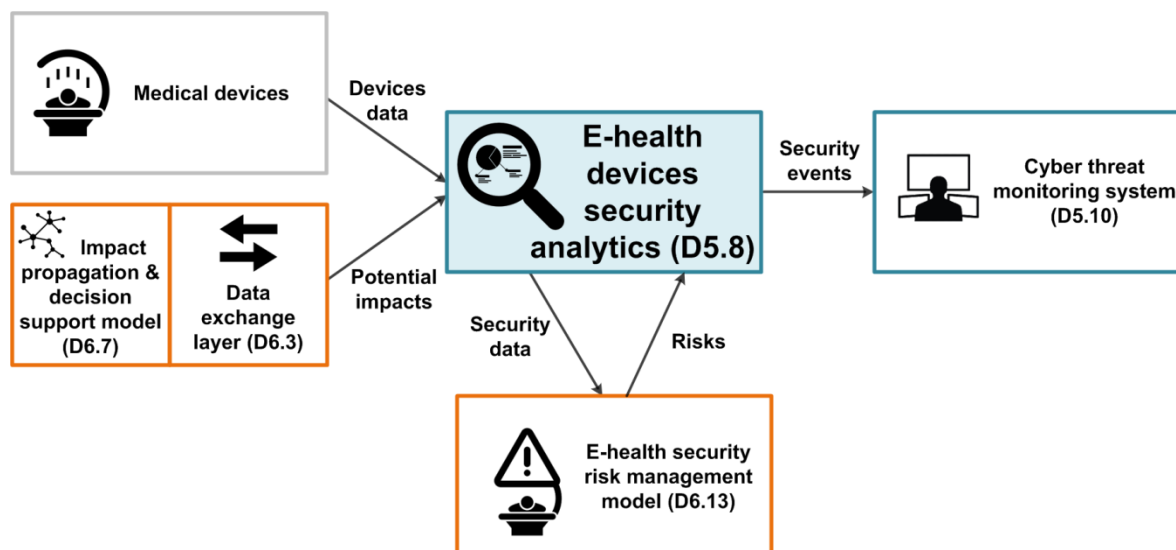 Medical devices
Devices
data
Impact
propagation &
decision
support model
(D6.7)
Data
exchange
layer (D6.3)
Potential
impacts
E-health
devices
security
analytics (D5.8)
Security
events
Cyber threat
monitoring system
(D5.10)
Security
data
Risks
E-health security
risk management
model (D6.13)